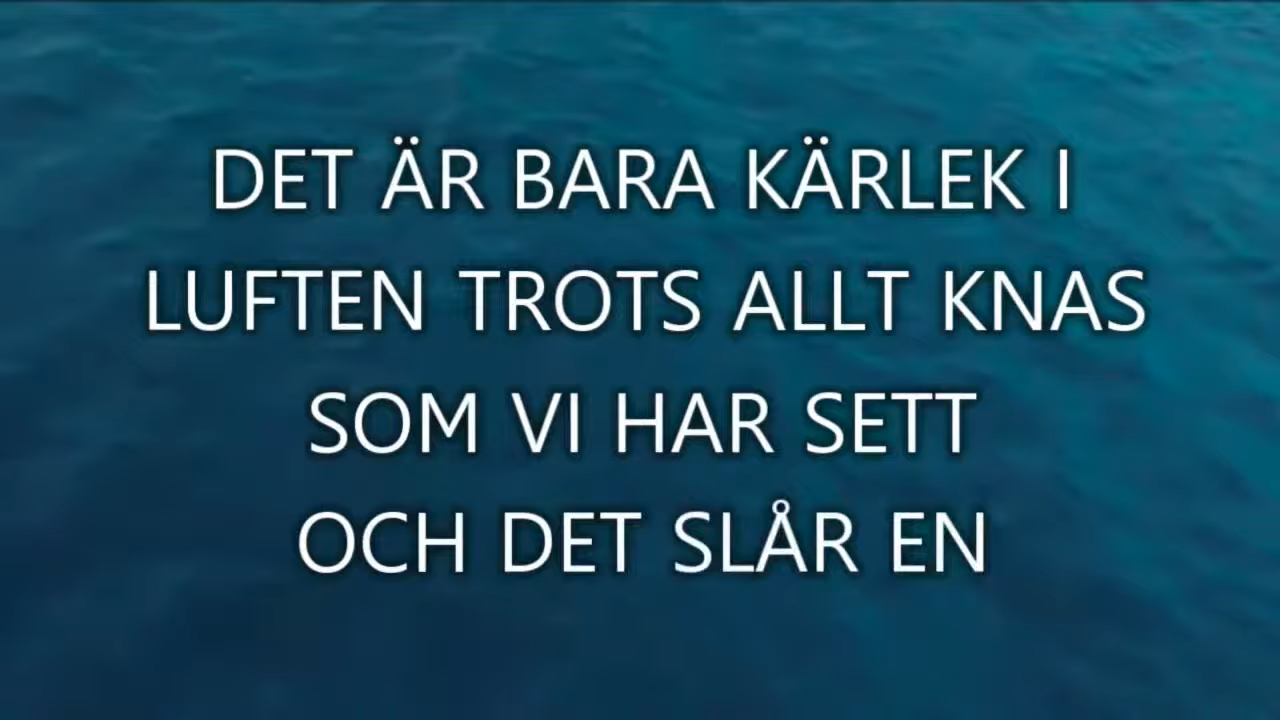 DET ÄR BARA KÄRLEK I
LUFTEN TROTS ALLT KNAS
SOM VI HAR SETT
OCH DET SLÅR EN